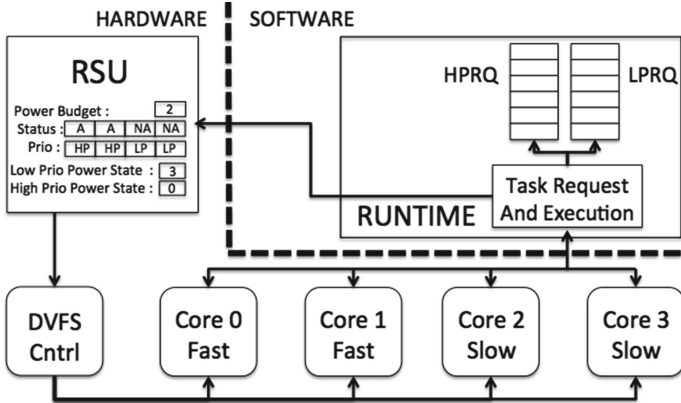 HARDWARE SOFTWARE
RSU
Power Budget : 2
Status : A A NA NA
Prio : HP HP LP LP
Low Prio Power State : 3
High Prio Power State : 0
HPRQ LPRQ
Task Request
And Execution
RUNTIME
DVFS
Cntrl
Core 0
Fast
Core 1
Fast
Core 2
Slow
Core 3
Slow